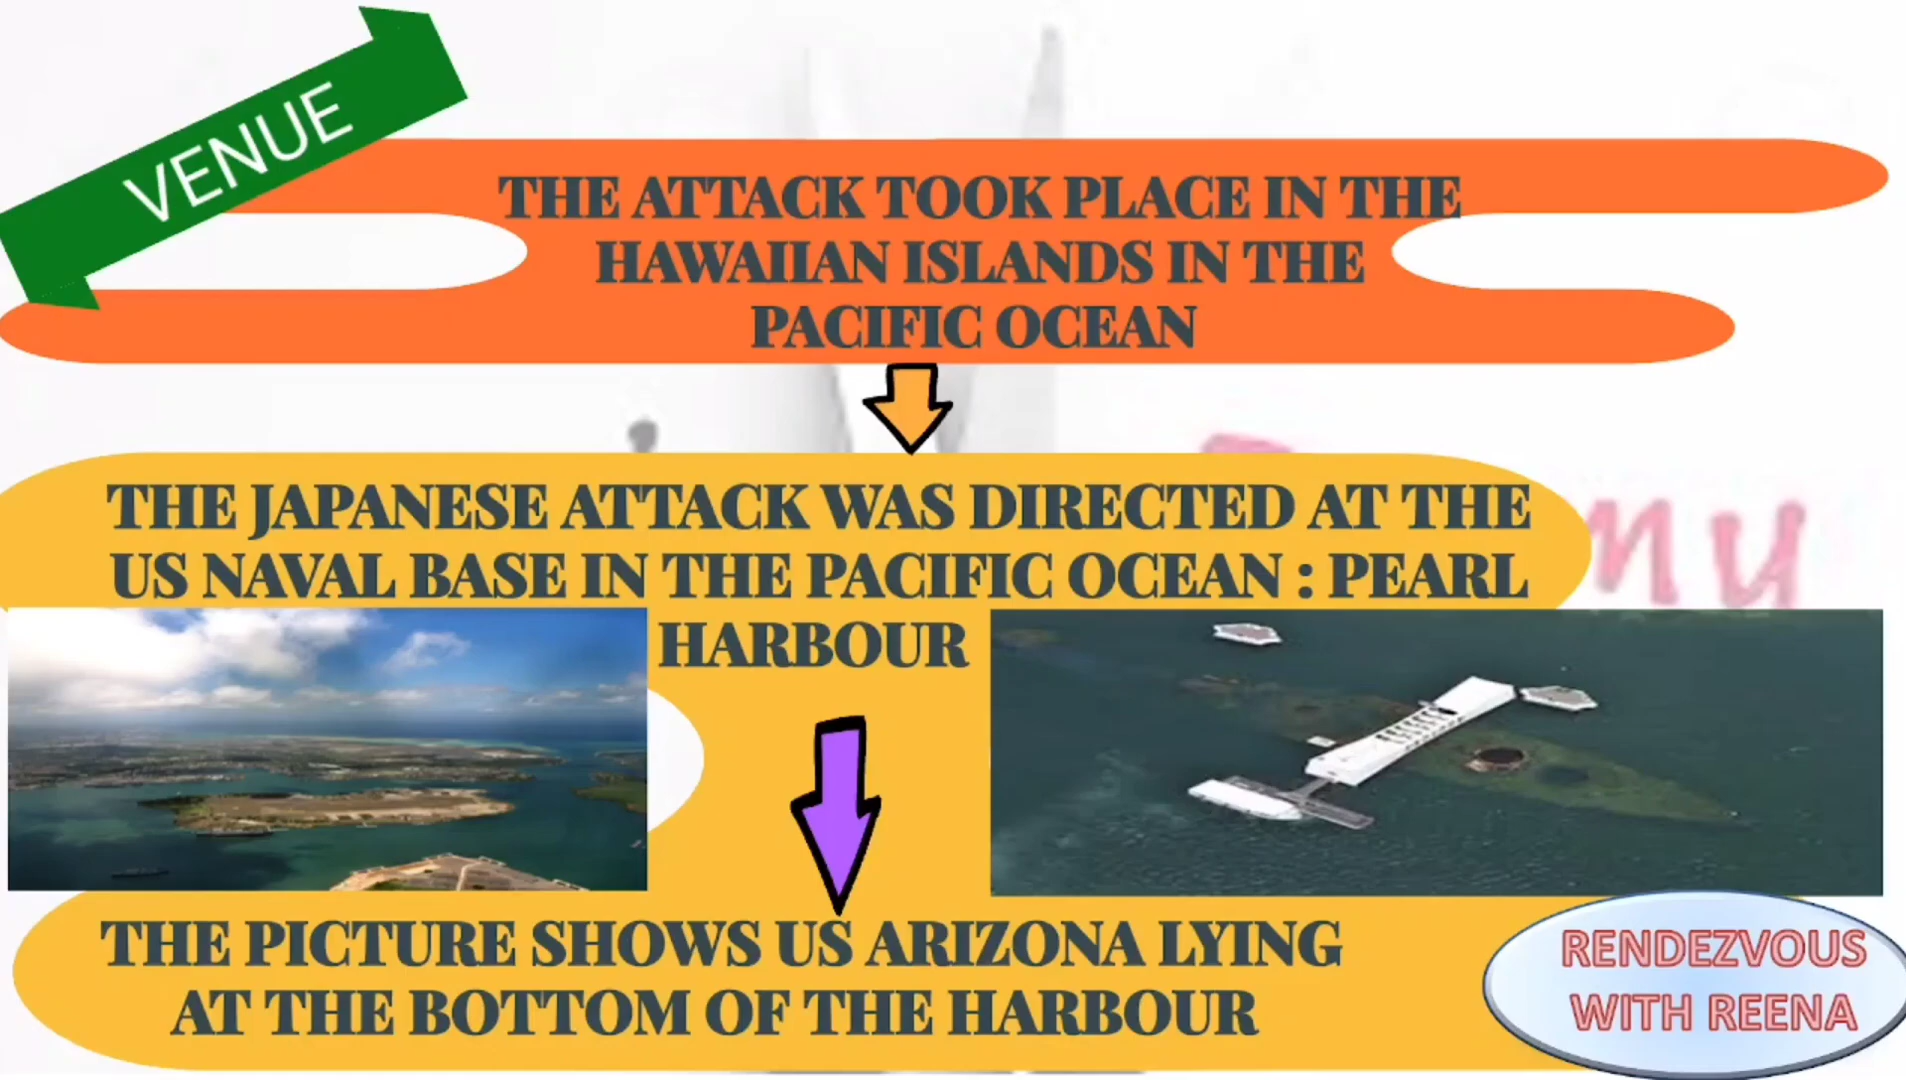 VENUE
THE ATTACK TOOK PLACE IN THE
HAWAIIAN ISLANDS IN THE
PACIFIC OCEAN
THE JAPANESE ATTACK WAS DIRECTED AT THE
US NAVAL BASE IN THE PACIFIC OCEAN : PEARL
HARBOUR
THE PICTURE SHOWS US ARIZONA LYING
AT THE BOTTOM OF THE HARBOUR
RENDEZVOUS
WITH REENA